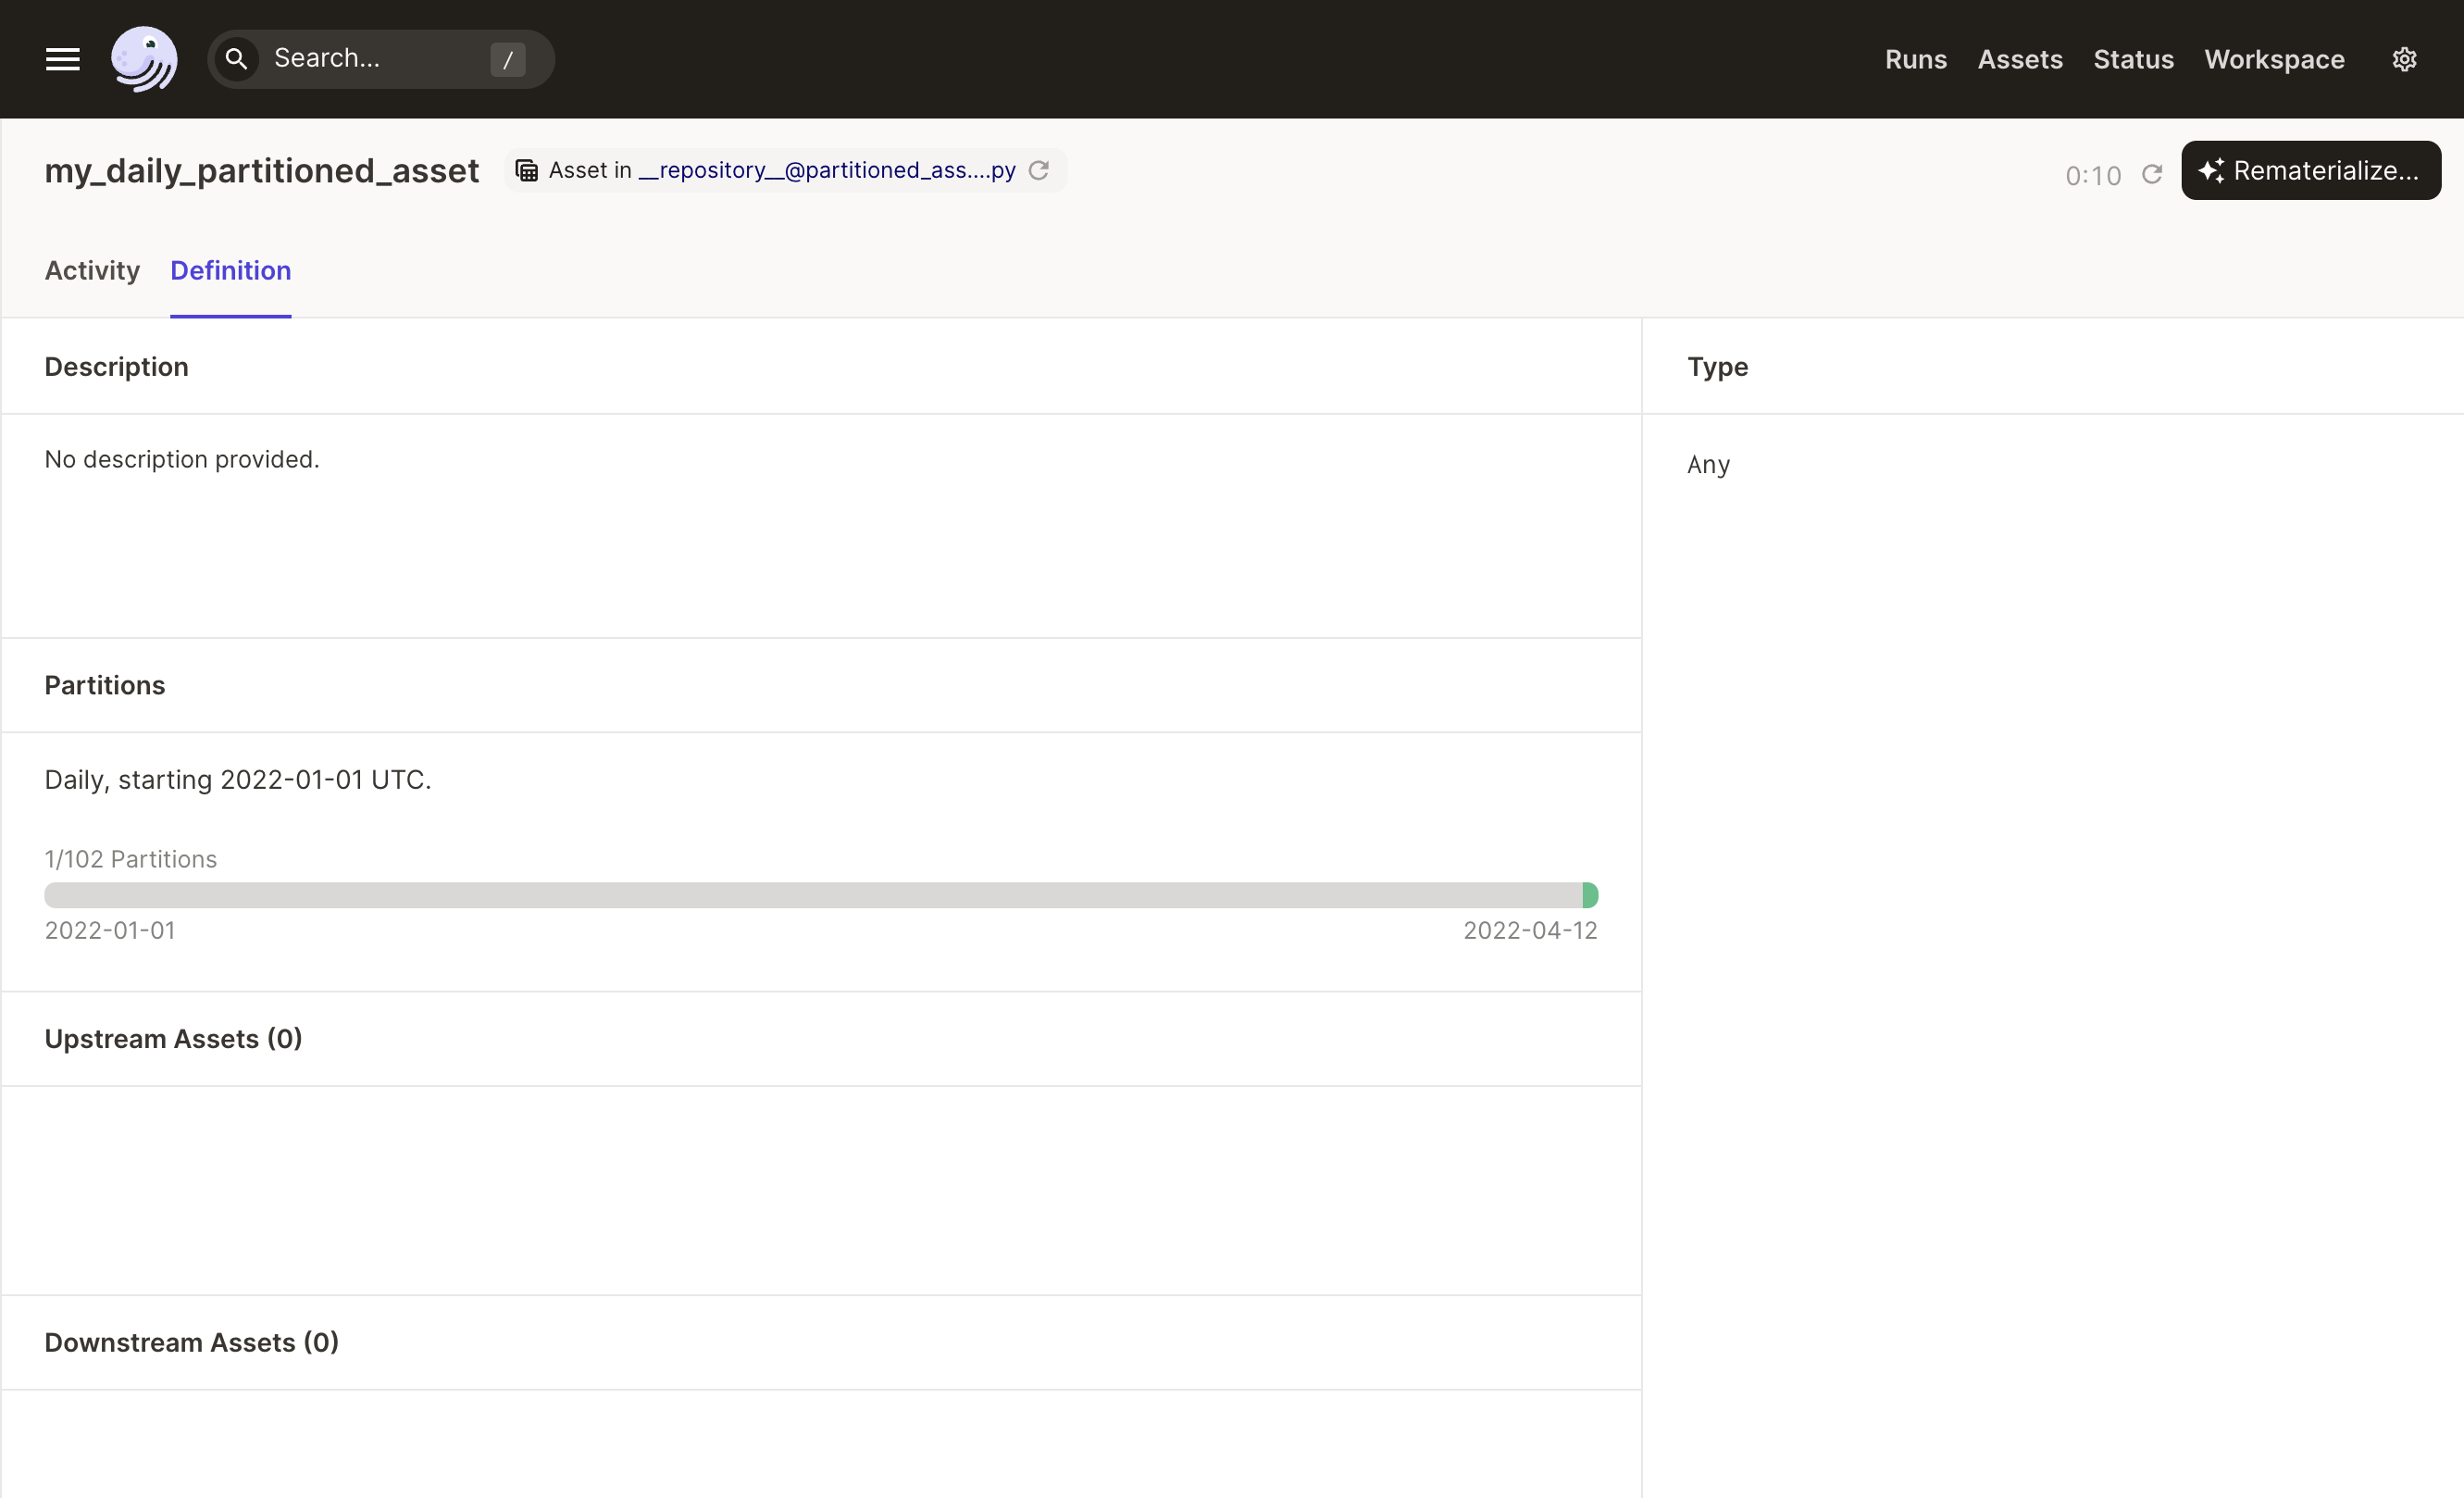 Search... /
Runs Assets Status Workspace
my_daily_partitioned_asset Asset in __repository__@partitioned_ass....py 0:10 Rematerialize...
Activity Definition
Description Type
No description provided. Any
Partitions
Daily, starting 2022-01-01 UTC.
1/102 Partitions
2022-01-01 2022-04-12
Upstream Assets (0)
Downstream Assets (0)